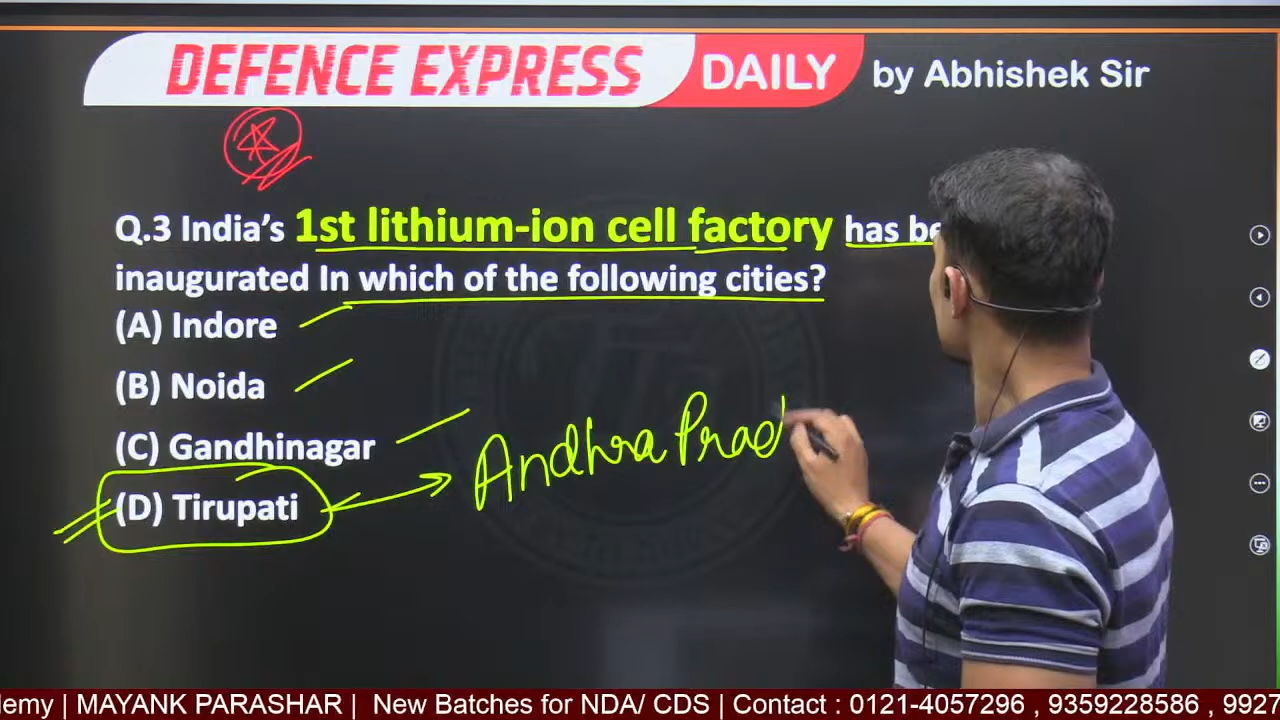 DEFENCE EXPRESS DAILY by Abhishek Sir
Q.3 India's 1st lithium-ion cell factory has be
inaugurated In which of the following cities?
(A) Indore
(B) Noida
(C) Gandhinagar
(D) Tirupati
Andhra Prad
demy | MAYANK PARASHAR | New Batches for NDA/ CDS | Contact : 0121-4057296 , 9359228586 , 9927